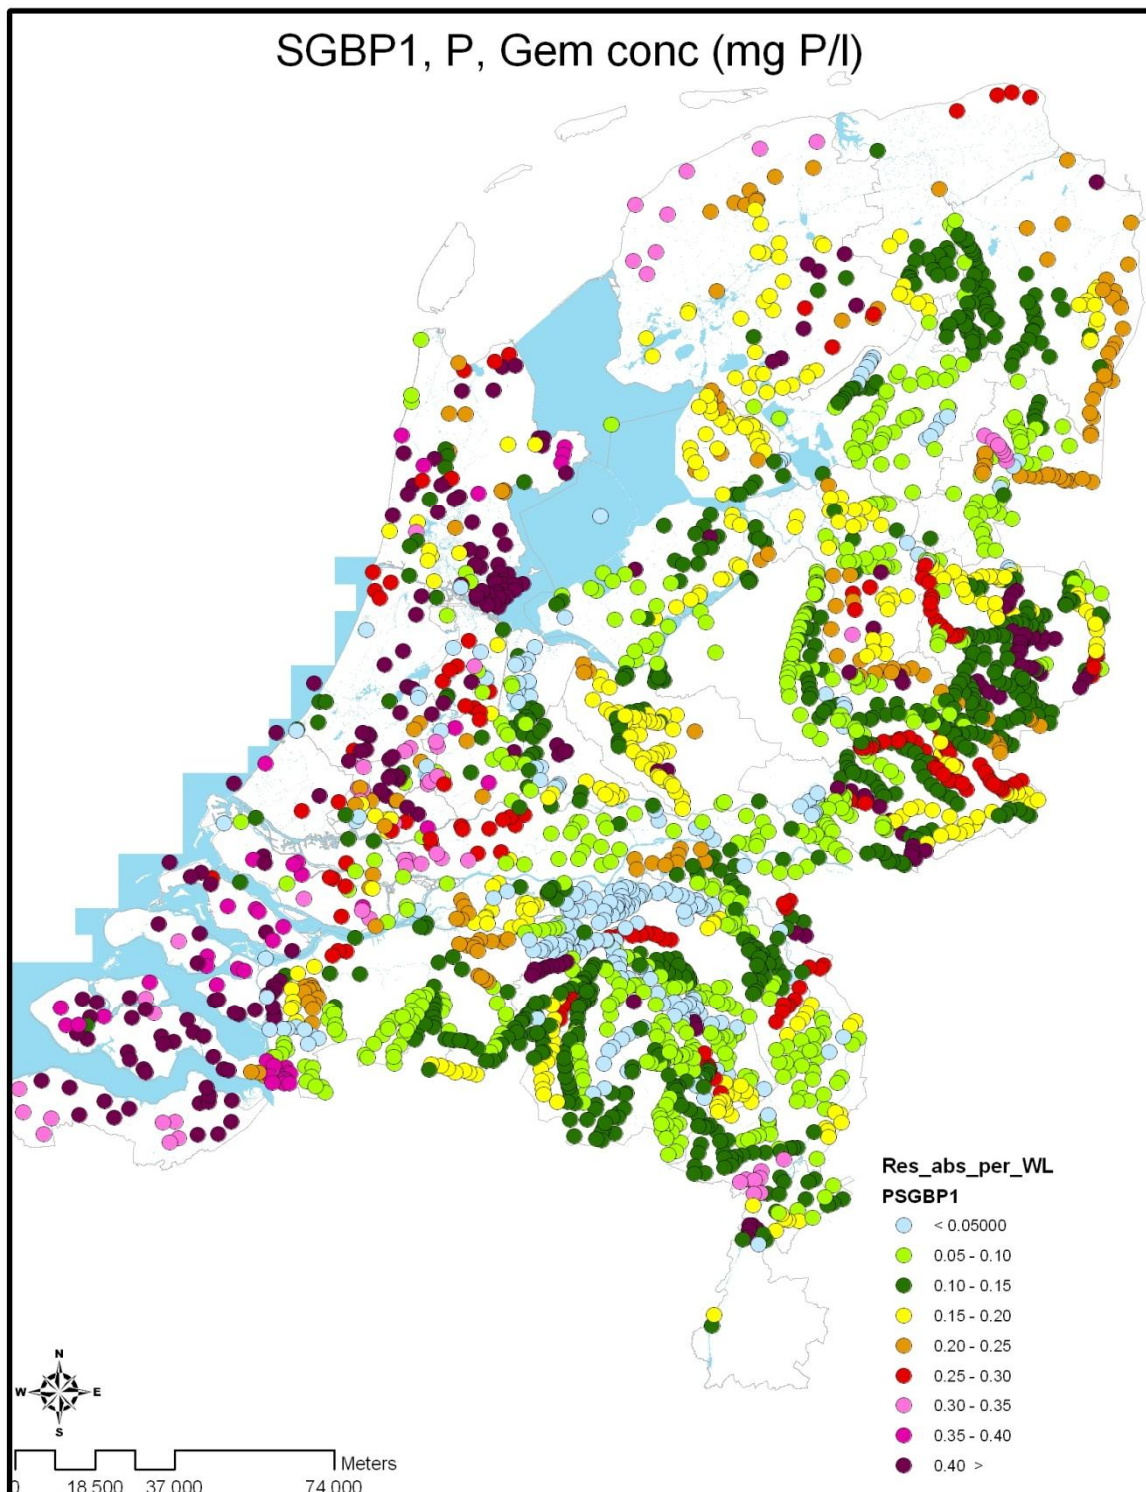 SGBP1, P, Gem conc (mg P/l)
Res_abs_per_WL
PSGBP1
< 0.05000
0.05 - 0.10
0.10 - 0.15
0.15 - 0.20
0.20 - 0.25
0.25 - 0.30
0.30 - 0.35
0.35 - 0.40
0.40 >
N
W E
S
Meters
0 18.500 37.000 74.000